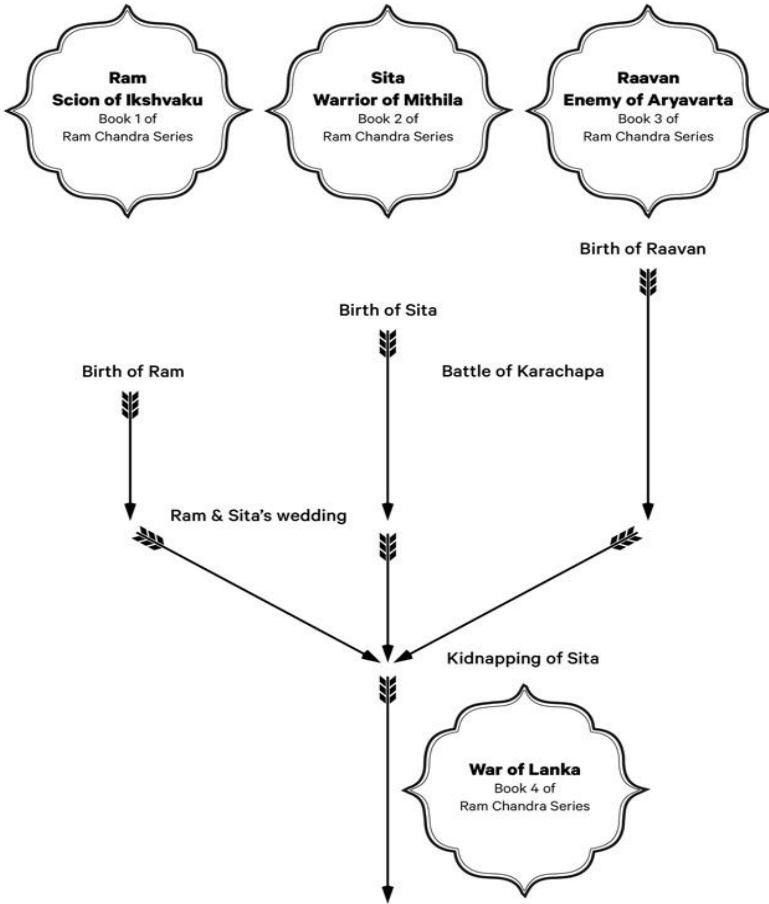 Ram
Scion of Ikshvaku
Book 1 of
Ram Chandra Series
Sita
Warrior of Mithila
Book 2 of
Ram Chandra Series
Raavan
Enemy of Aryavarta
Book 3 of
Ram Chandra Series
Birth of Raavan
Birth of Sita
Birth of Ram
Battle of Karachapa
Ram & Sita's wedding
Kidnapping of Sita
War of Lanka
Book 4 of
Ram Chandra Series